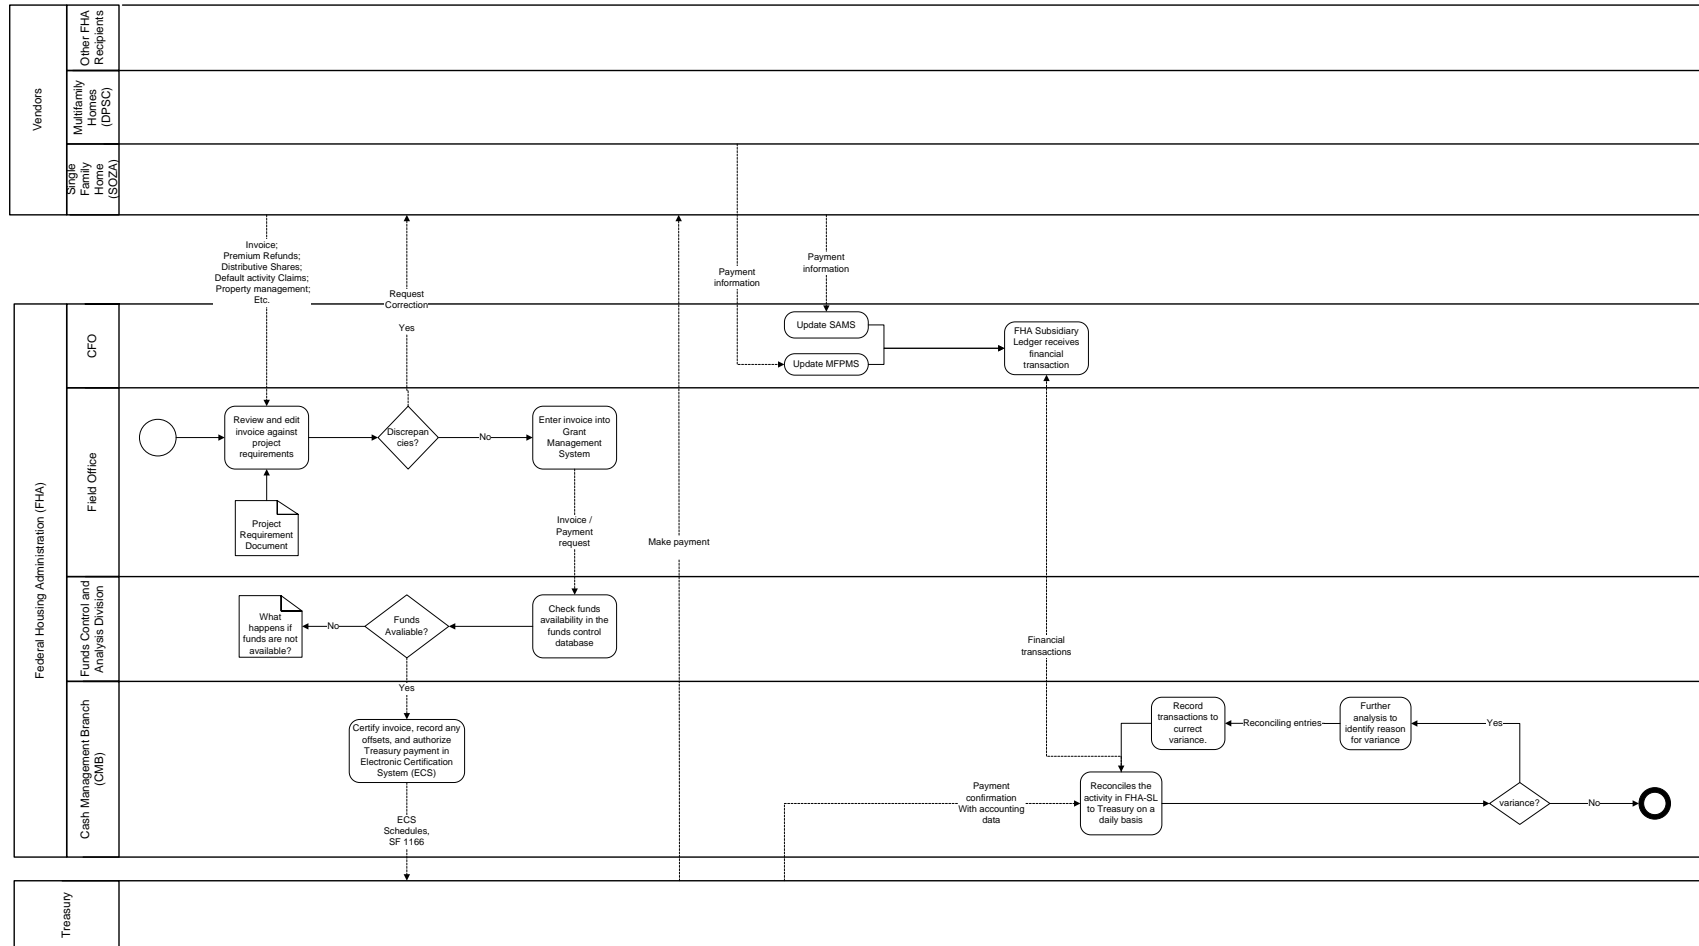 Vendors
Other FHA
Recipients
Multifamily
Homes
(DPSC)
Single
Family
Home
(SOZA)
Invoice;
Premium Refunds;
Distributive Shares;
Default activity Claims;
Property management;
Etc.
Request
Correction
Yes
Make payment
Payment
information
Payment
information
Federal Housing Administration (FHA)
CFO
Update SAMS
Update MFPMS
FHA Subsidiary
Ledger receives
financial
transaction
Field Office
Review and edit
invoice against
project
requirements
Discrepan
cies?
No
Enter invoice into
Grant
Management
System
Project
Requirement
Document
Invoice /
Payment
request
Funds Control and
Analysis Division
What
happens if
funds are not
available?
No
Funds
Avaliable?
Check funds
availability in the
funds control
database
Financial
transactions
Yes
Cash Management Branch
(CMB)
Certify invoice, record any
offsets, and authorize
Treasury payment in
Electronic Certification
System (ECS)
ECS
Schedules,
SF 1166
Record
transactions to
currect
variance.
Reconciling entries
Further
analysis to
identify reason
for variance
Yes
Payment
confirmation
With accounting
data
Reconciles the
activity in FHA-SL
to Treasury on a
daily basis
variance?
No
Treasury